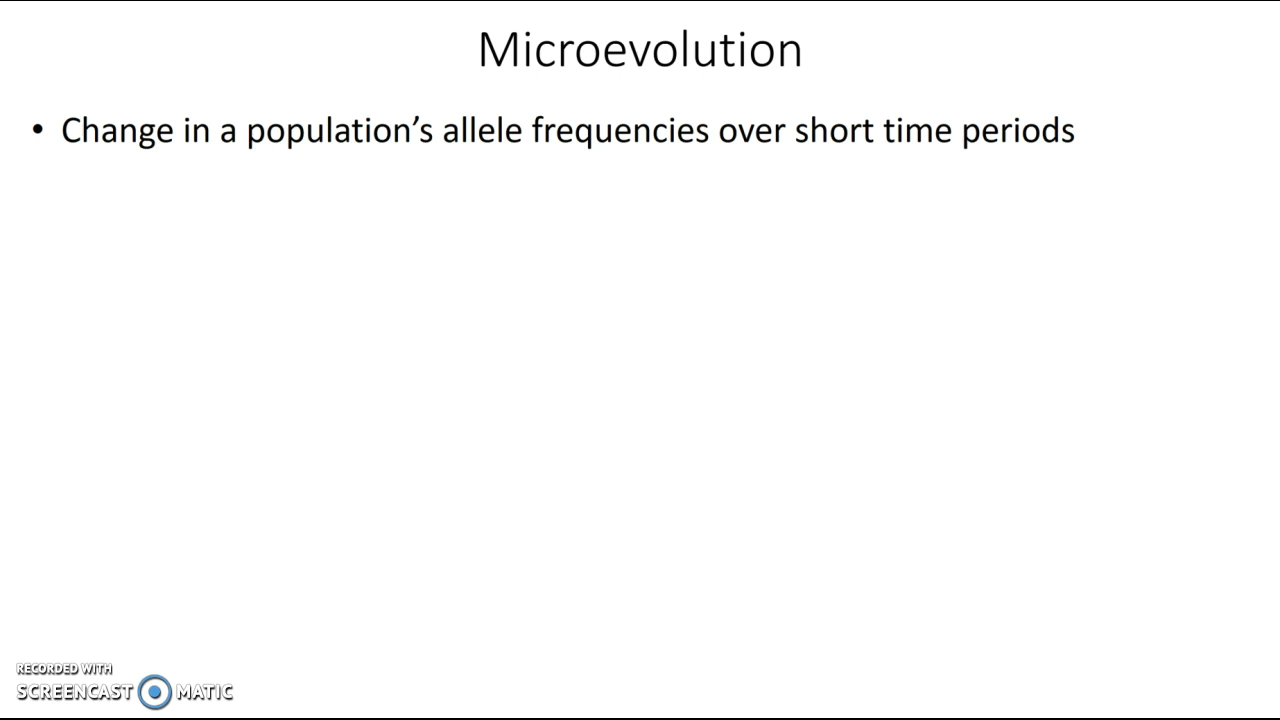 Microevolution
• Change in a population’s allele frequencies over short time periods
RECORDED WITH
SCREENCAST MATIC